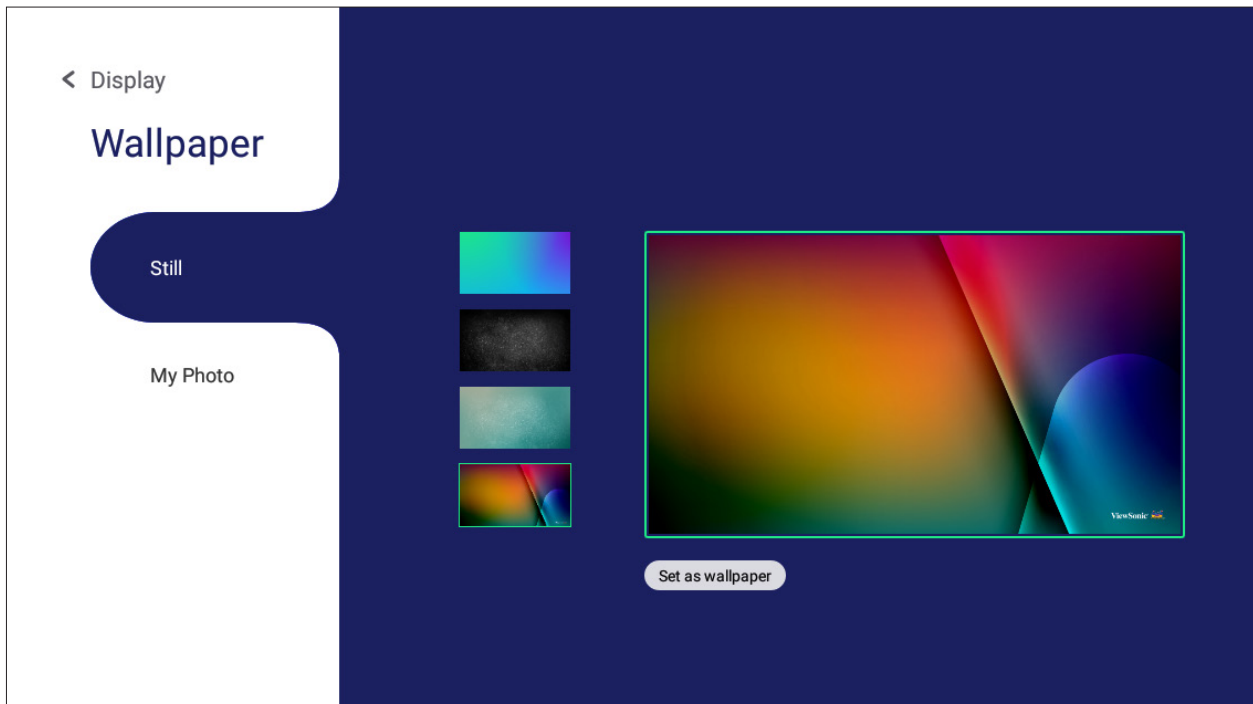 Display
Wallpaper
Still
My Photo
ViewSonic
Set as wallpaper